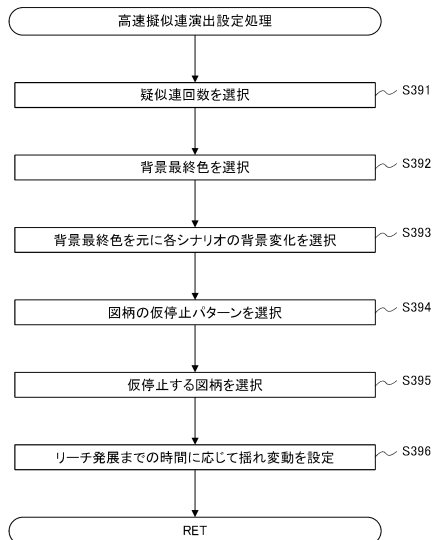 高速擬似連演出設定処理
疑似連回数を選択
S391
背景最終色を選択
S392
背景最終色を元に各シナリオの背景変化を選択
S393
図柄の仮停止パターンを選択
S394
仮停止する図柄を選択
S395
リーチ発展までの時間に応じて揺れ変動を設定
S396
RET